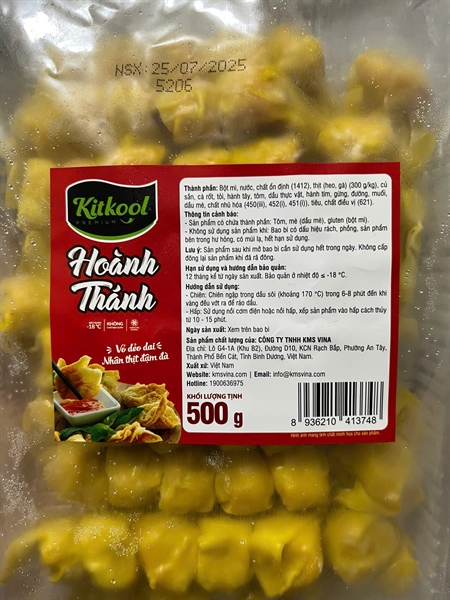 NSX: 25/07/2025
5206
Kitkool
PREMIUM
Hoành
Thánh
-18°C
KHÔNG
Vỏ dẻo dai
Nhân thịt đậm đà
Thành phần: Bột mì, nước, chất ổn định (1412), thịt (heo, gà) (300 g/kg), củ
sắn, cà rốt, tỏi, hành tây, tôm, dầu thực vật, hành tím, gừng, đường, muối,
dầu mè, chất nhũ hóa (450(iii), 452(i), 451(i)), tiêu, chất điều vị (621).
Thông tin cảnh báo:
- Sản phẩm có chứa thành phần: Tôm, mè (dầu mè), gluten (bột mì).
- Không sử dụng sản phẩm khi: Bao bì có dấu hiệu rách, phồng, sản phẩm
bên trong hư hỏng, có mùi lạ, hết hạn sử dụng.
Lưu ý: Sản phẩm sau khi mở bao bì cần sử dụng hết trong ngày. Không cấp
đông lại sản phẩm khi đã rã đông.
Hạn sử dụng và hướng dẫn bảo quản:
12 tháng kể từ ngày sản xuất. Bảo quản ở nhiệt độ ≤ -18 °C.
Hướng dẫn sử dụng:
- Chiên: Chiên ngập trong dầu sôi (khoảng 170 °C) trong 6-8 phút đến khi
vàng đều vớt ra để ráo dầu.
- Hấp: Sử dụng nồi cơm điện hoặc nồi hấp, xếp sản phẩm vào hấp cách thủy
từ 10 - 15 phút.
Ngày sản xuất: Xem trên bao bì
Sản phẩm chất lượng của: CÔNG TY TNHH KMS VINA
Địa chỉ: Lô G4-1A (Khu B2), Đường D10, KCN Rạch Bắp, Phường An Tây,
Thành Phố Bến Cát, Tỉnh Bình Dương, Việt Nam.
Xuất xứ: Việt Nam
Website: kmsvina.com | Email: info@kmsvina.com
Hotline: 1900636975
KHỐI LƯỢNG TỊNH
500 g
8 936210 413748
Hình ảnh mang tính chất minh họa cho sản phẩm.